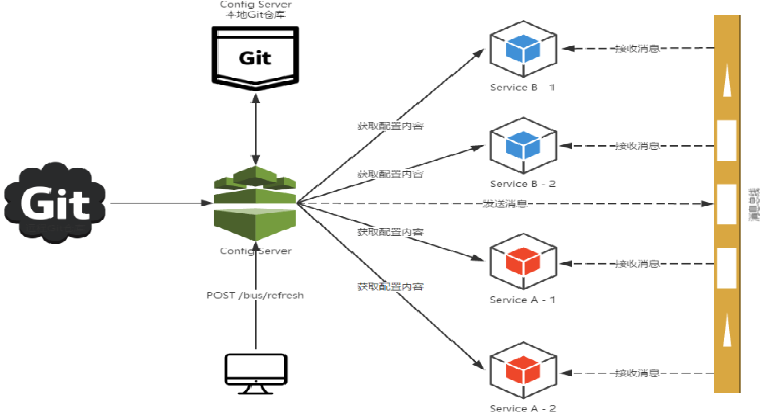 Config Server
本地Git仓库
Git
Service B - 1
接收消息
获取配置内容
Service B - 2
接收消息
获取配置内容
Git
发送消息
消息总线
Config Server
获取配置内容
接收消息
Service A - 1
POST /bus/refresh
获取配置内容
接收消息
Service A - 2